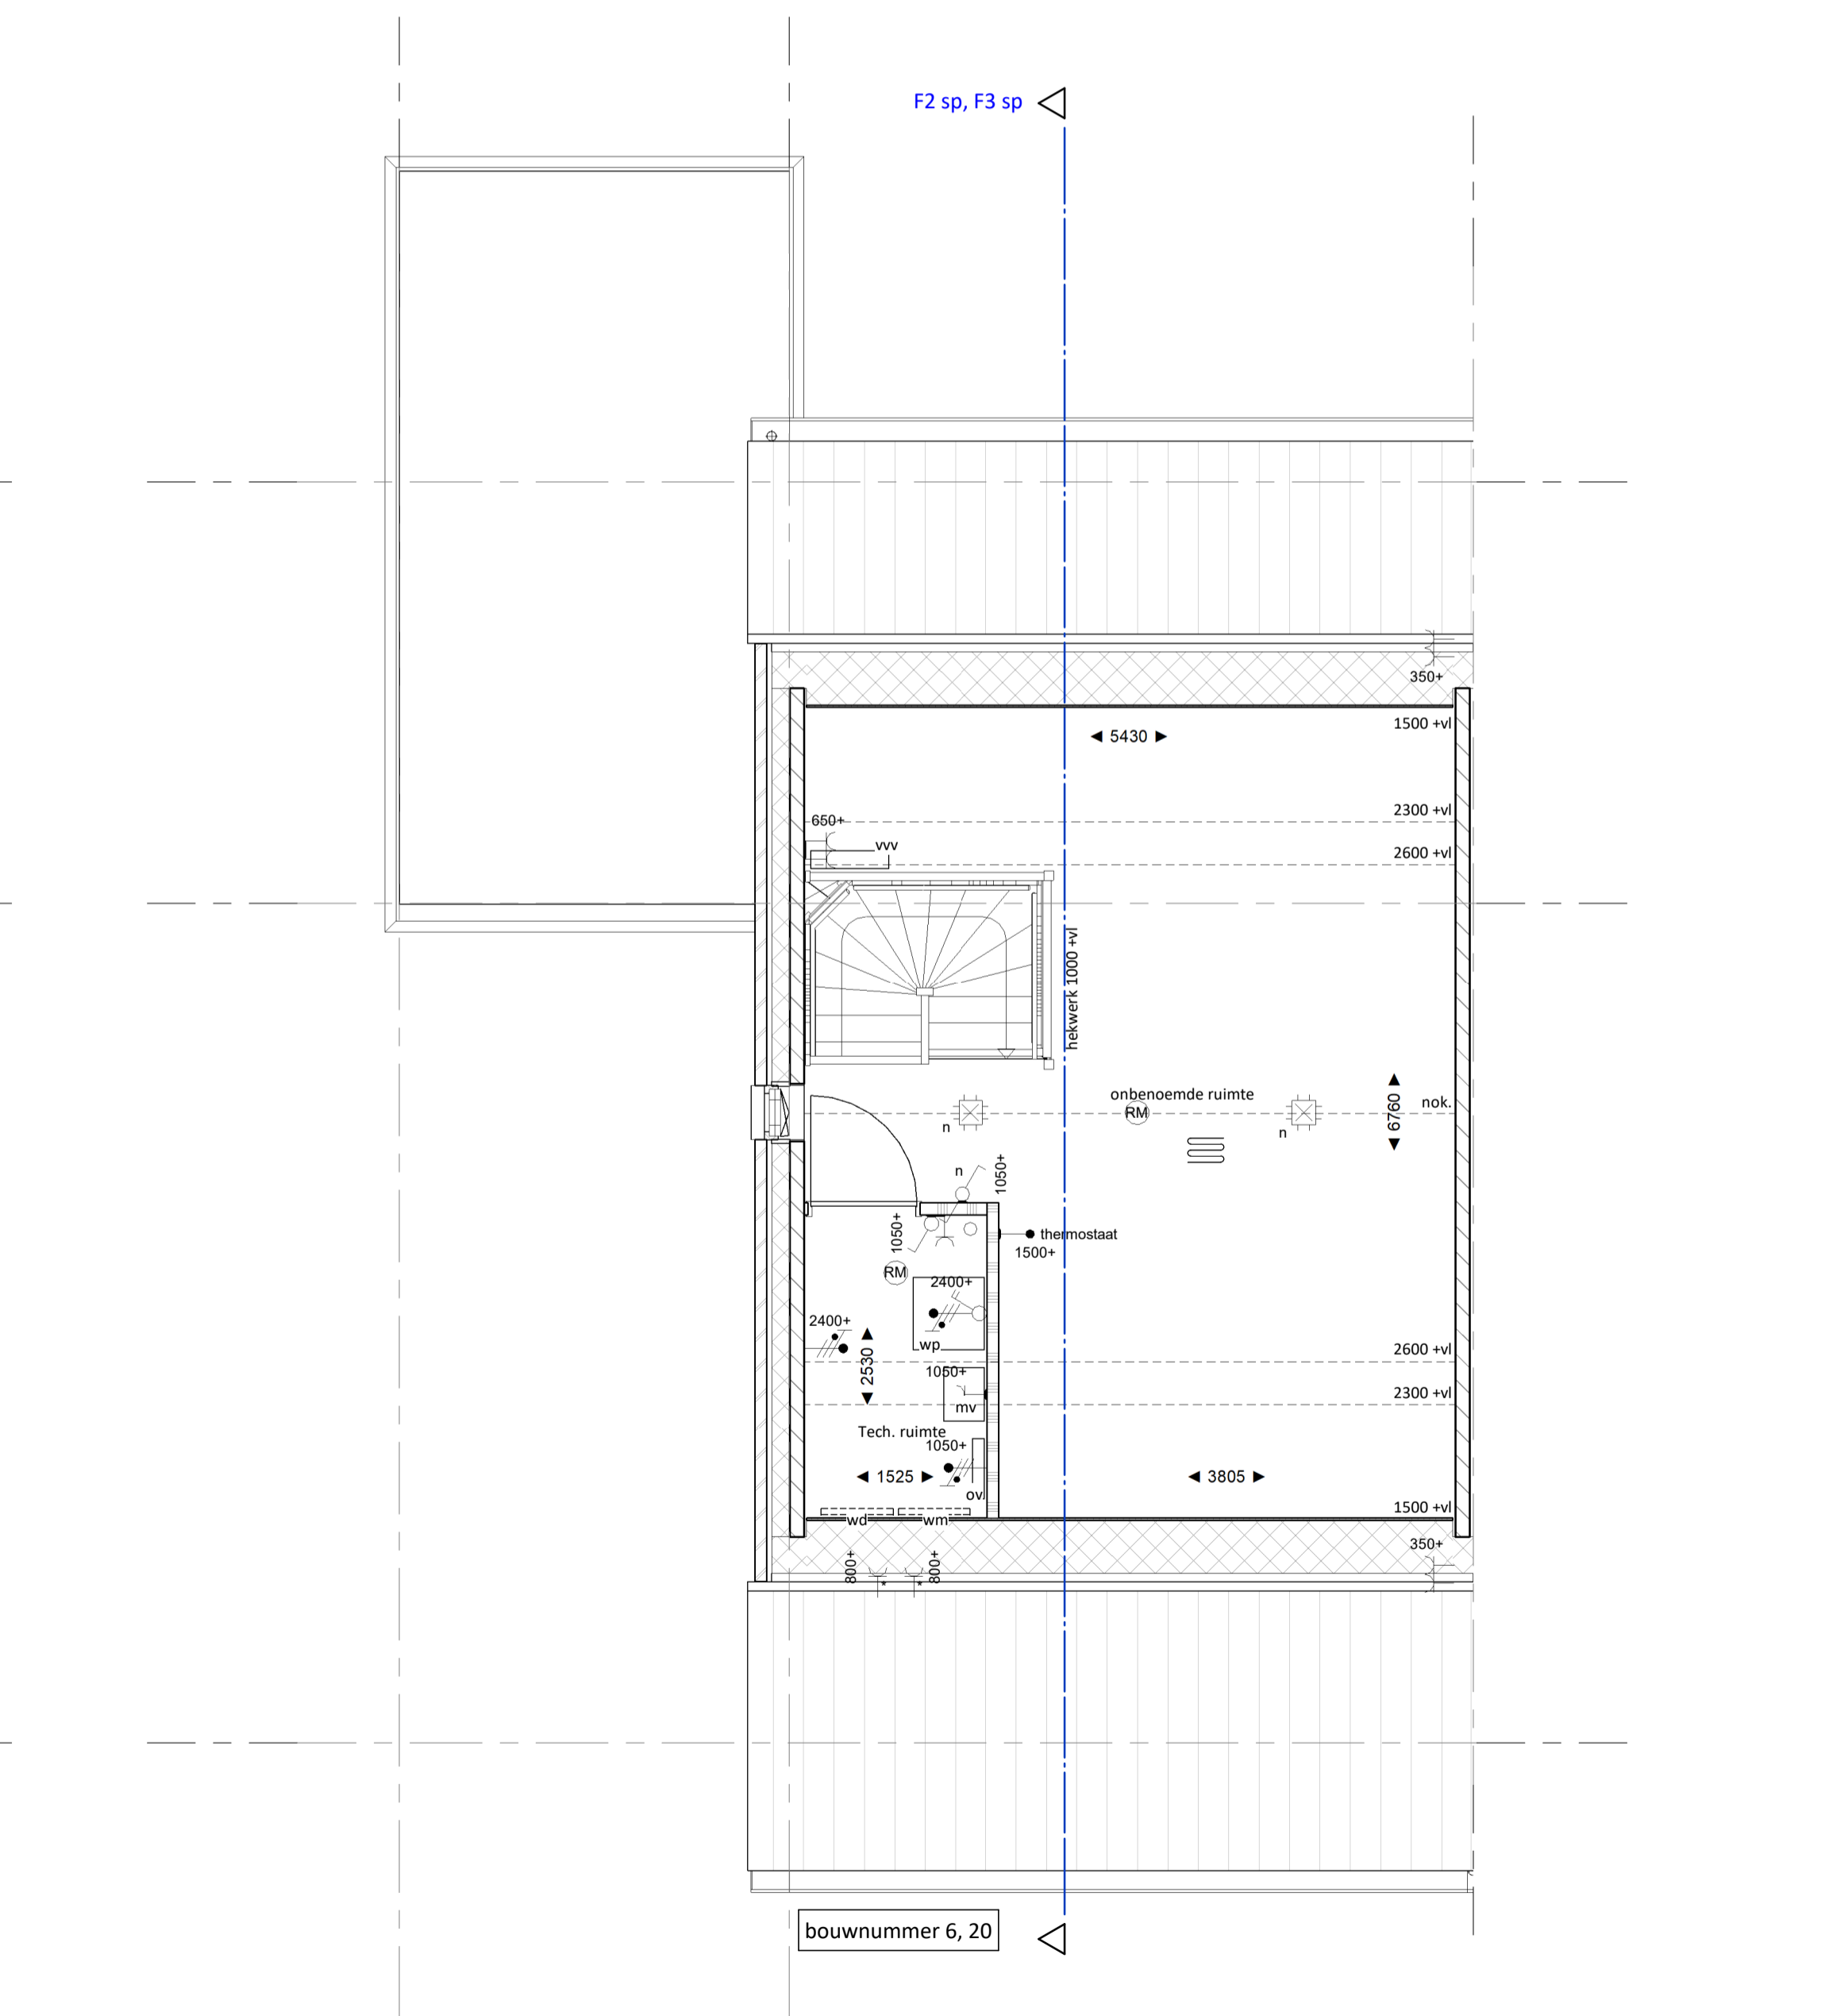 F2 sp, F3 sp
350+
1500 +vl
◄ 5430 ►
2300 +vl
650+
vvv
2600 +vl
hekwerk 1000 +vl
onbenoemde ruimte
nok.
RM
◄ 6760 ►
n
n
n
1050+
1050+
thermostaat
1500+
RM
2400+
2400+
wp
◄ 2530 ►
2600 +vl
1050+
2300 +vl
mv
Tech. ruimte
1050+
◄ 1525 ►
◄ 3805 ►
ov
1500 +vl
wd
wm
350+
800+
*
*
800+
bouwnummer 6, 20